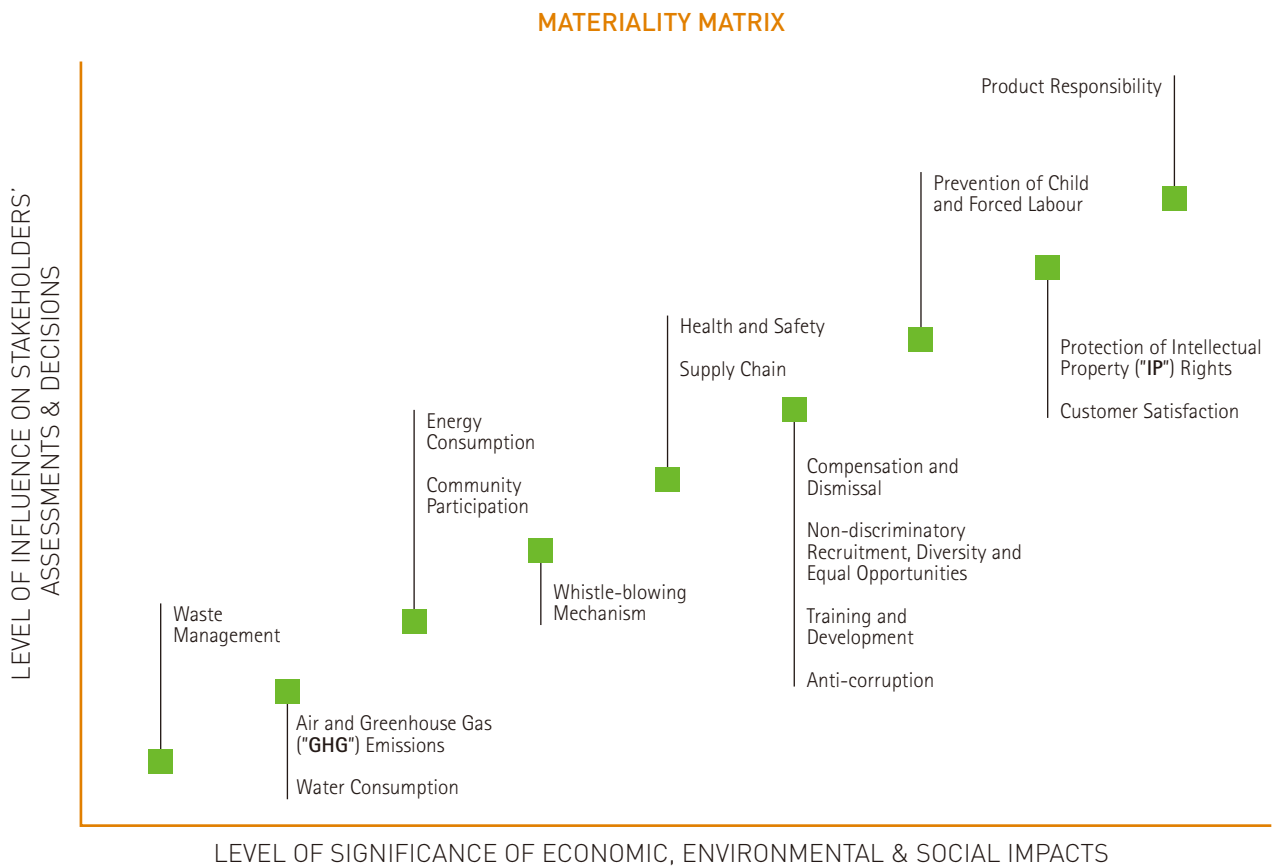 MATERIALITY MATRIX
LEVEL OF INFLUENCE ON STAKEHOLDERS’
ASSESSMENTS & DECISIONS
Product Responsibility
Prevention of Child
and Forced Labour
Protection of Intellectual
Property ("IP") Rights
Customer Satisfaction
Health and Safety
Supply Chain
Compensation and
Dismissal
Non-discriminatory
Recruitment, Diversity and
Equal Opportunities
Training and
Development
Anti-corruption
Energy
Consumption
Community
Participation
Whistle-blowing
Mechanism
Waste
Management
Air and Greenhouse Gas
("GHG") Emissions
Water Consumption
LEVEL OF SIGNIFICANCE OF ECONOMIC, ENVIRONMENTAL & SOCIAL IMPACTS